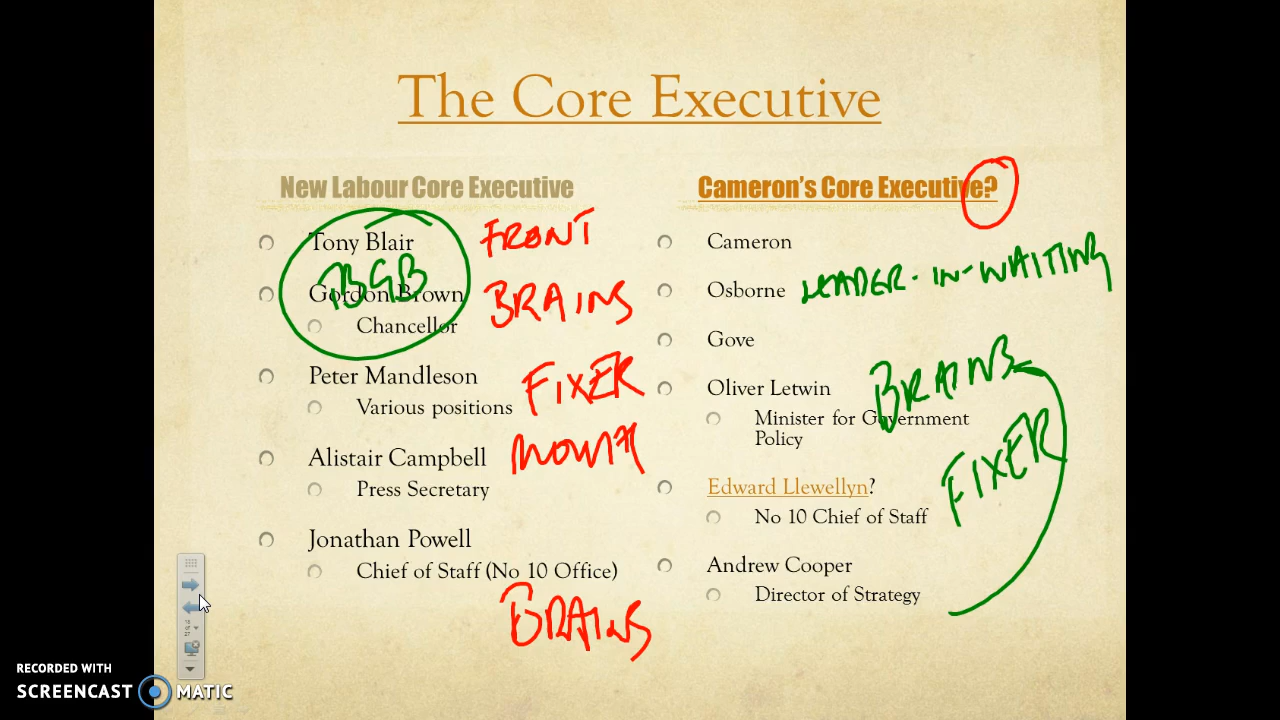 The Core Executive
New Labour Core Executive
Tony Blair FRONT
TBGB
Gordon Brown BRAINS
Chancellor
Peter Mandleson FIXER
Various positions
Alistair Campbell MOUTH
Press Secretary
Jonathan Powell
Chief of Staff (No 10 Office)
BRAINS
Cameron’s Core Executive?
Cameron
Osborne LEADER-IN-WAITING
Gove
Oliver Letwin BRAINS
Minister for Government
Policy
Edward Llewellyn? FIXER
No 10 Chief of Staff
Andrew Cooper
Director of Strategy
RECORDED WITH
SCREENCAST MATIC